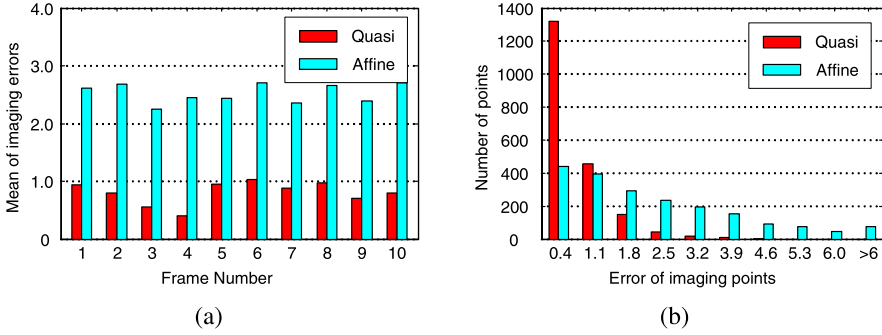 4.0
3.0
2.0
1.0
0
Mean of imaging errors
Quasi
Affine
1 2 3 4 5 6 7 8 9 10
Frame Number
(a)
1400
1200
1000
800
600
400
200
0
Number of points
Quasi
Affine
0.4 1.1 1.8 2.5 3.2 3.9 4.6 5.3 6.0 >6
Error of imaging points
(b)